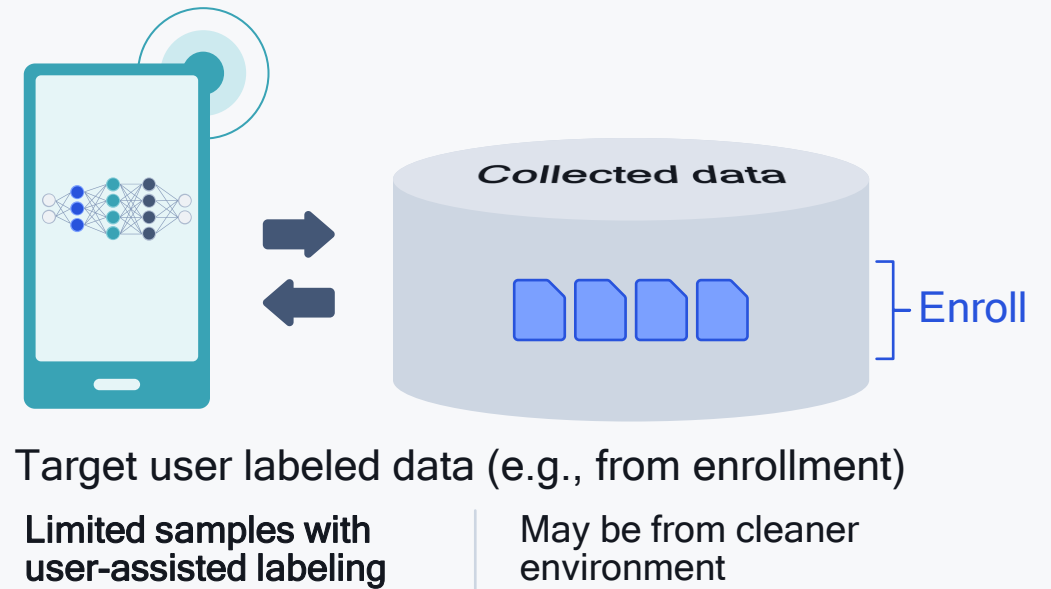 Collected data
Enroll
Target user labeled data (e.g., from enrollment)
Limited samples with
user-assisted labeling
May be from cleaner
environment